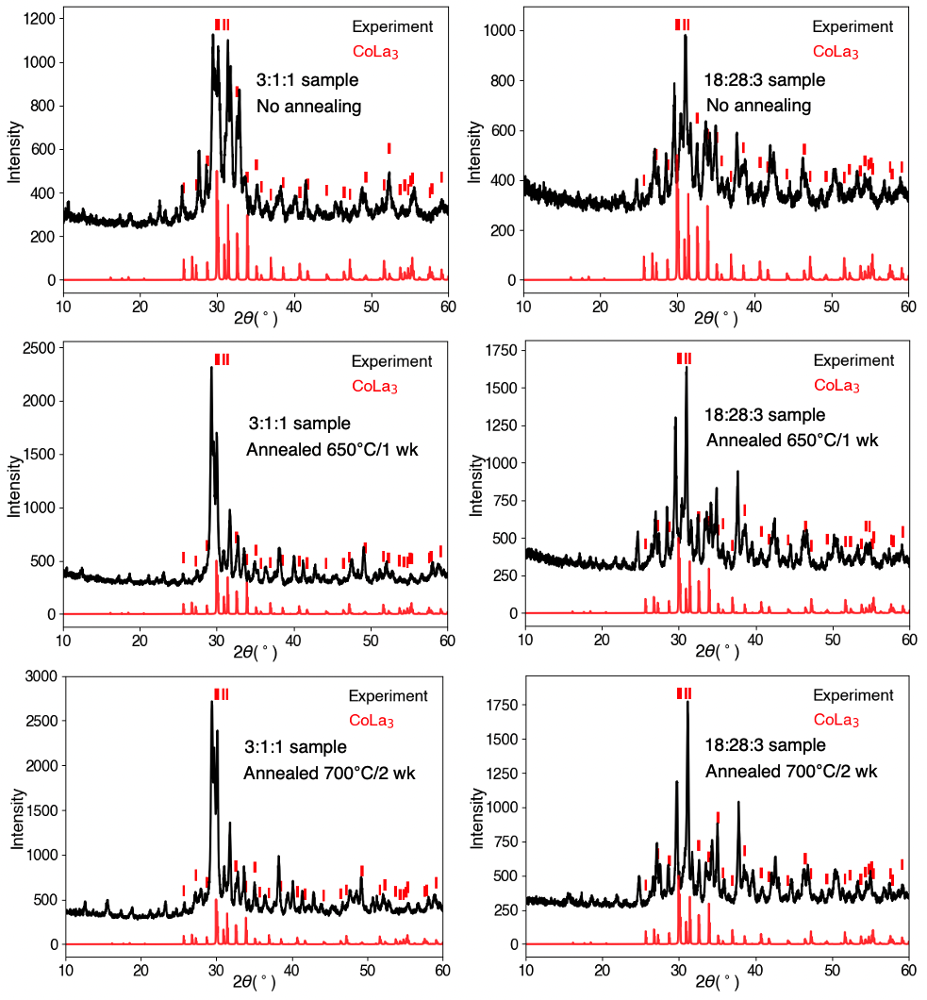 1200
1000
800
600
400
200
0
Intensity
Experiment
CoLa₃
3:1:1 sample
No annealing
10 20 30 40 50 60
2θ(°)
1000
800
600
400
200
0
Intensity
Experiment
CoLa₃
18:28:3 sample
No annealing
10 20 30 40 50 60
2θ(°)
2500
2000
1500
1000
500
0
Intensity
Experiment
CoLa₃
3:1:1 sample
Annealed 650°C/1 wk
10 20 30 40 50 60
2θ(°)
1750
1500
1250
1000
750
500
250
0
Intensity
Experiment
CoLa₃
18:28:3 sample
Annealed 650°C/1 wk
10 20 30 40 50 60
2θ(°)
3000
2500
2000
1500
1000
500
0
Intensity
Experiment
CoLa₃
3:1:1 sample
Annealed 700°C/2 wk
10 20 30 40 50 60
2θ(°)
1750
1500
1250
1000
750
500
250
0
Intensity
Experiment
CoLa₃
18:28:3 sample
Annealed 700°C/2 wk
10 20 30 40 50 60
2θ(°)